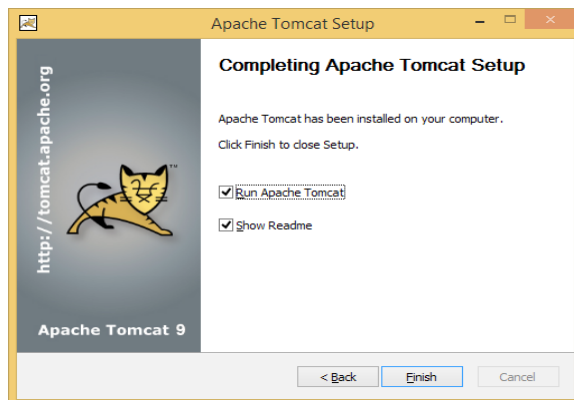 Apache Tomcat Setup
http://tomcat.apache.org
TM
Apache Tomcat 9
Completing Apache Tomcat Setup
Apache Tomcat has been installed on your computer.
Click Finish to close Setup.
Run Apache Tomcat
Show Readme
< Back
Finish
Cancel